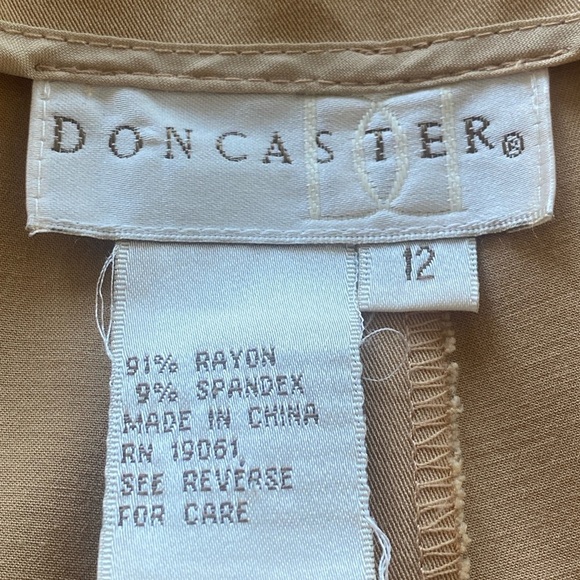 DONCASTER®
12
91% RAYON
9% SPANDEX
MADE IN CHINA
RN 19061
SEE REVERSE
FOR CARE